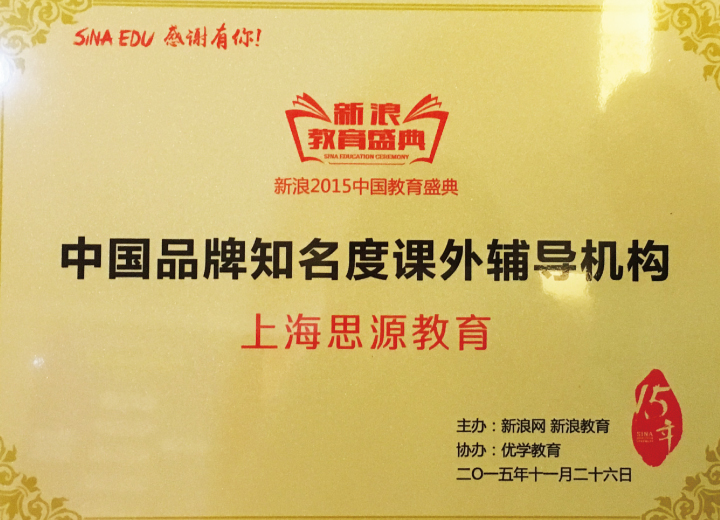 SINA EDU 感谢有你!
新浪
教育盛典
SINA EDUCATION CEREMONY
新浪2015中国教育盛典
中国品牌知名度课外辅导机构
上海思源教育
15年
主办：新浪网 新浪教育
协办：优学教育
二〇一五年十一月二十六日